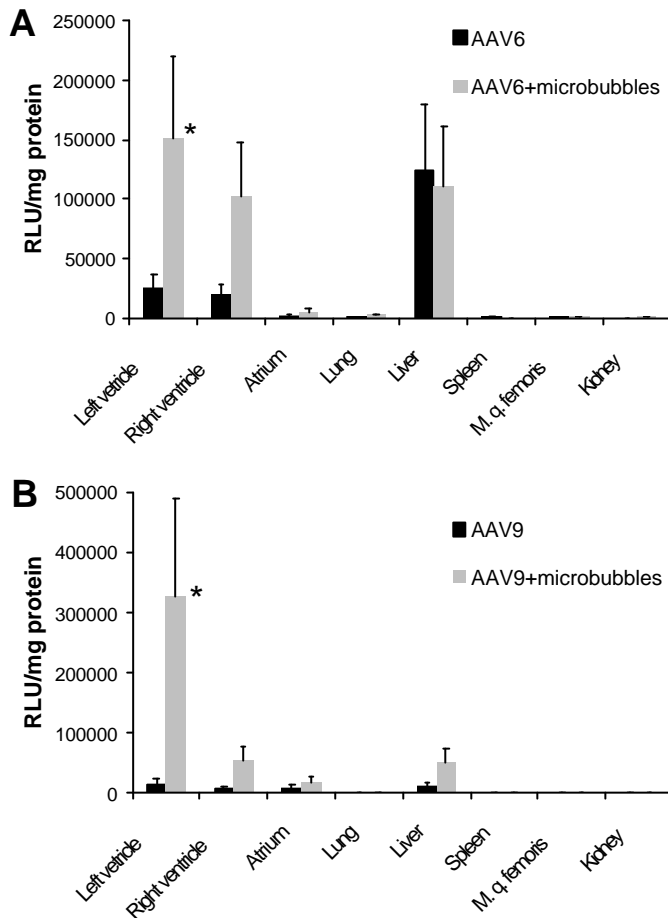 A
250000
200000
150000
100000
50000
0
RLU/mg protein
AAV6
AAV6+microbubbles
*
Left vetricle
Right ventricle
Atrium
Lung
Liver
Spleen
M. q. femoris
Kidney
B
500000
400000
300000
200000
100000
0
RLU/mg protein
AAV9
AAV9+microbubbles
*
Left vetricle
Right ventricle
Atrium
Lung
Liver
Spleen
M. q. femoris
Kidney